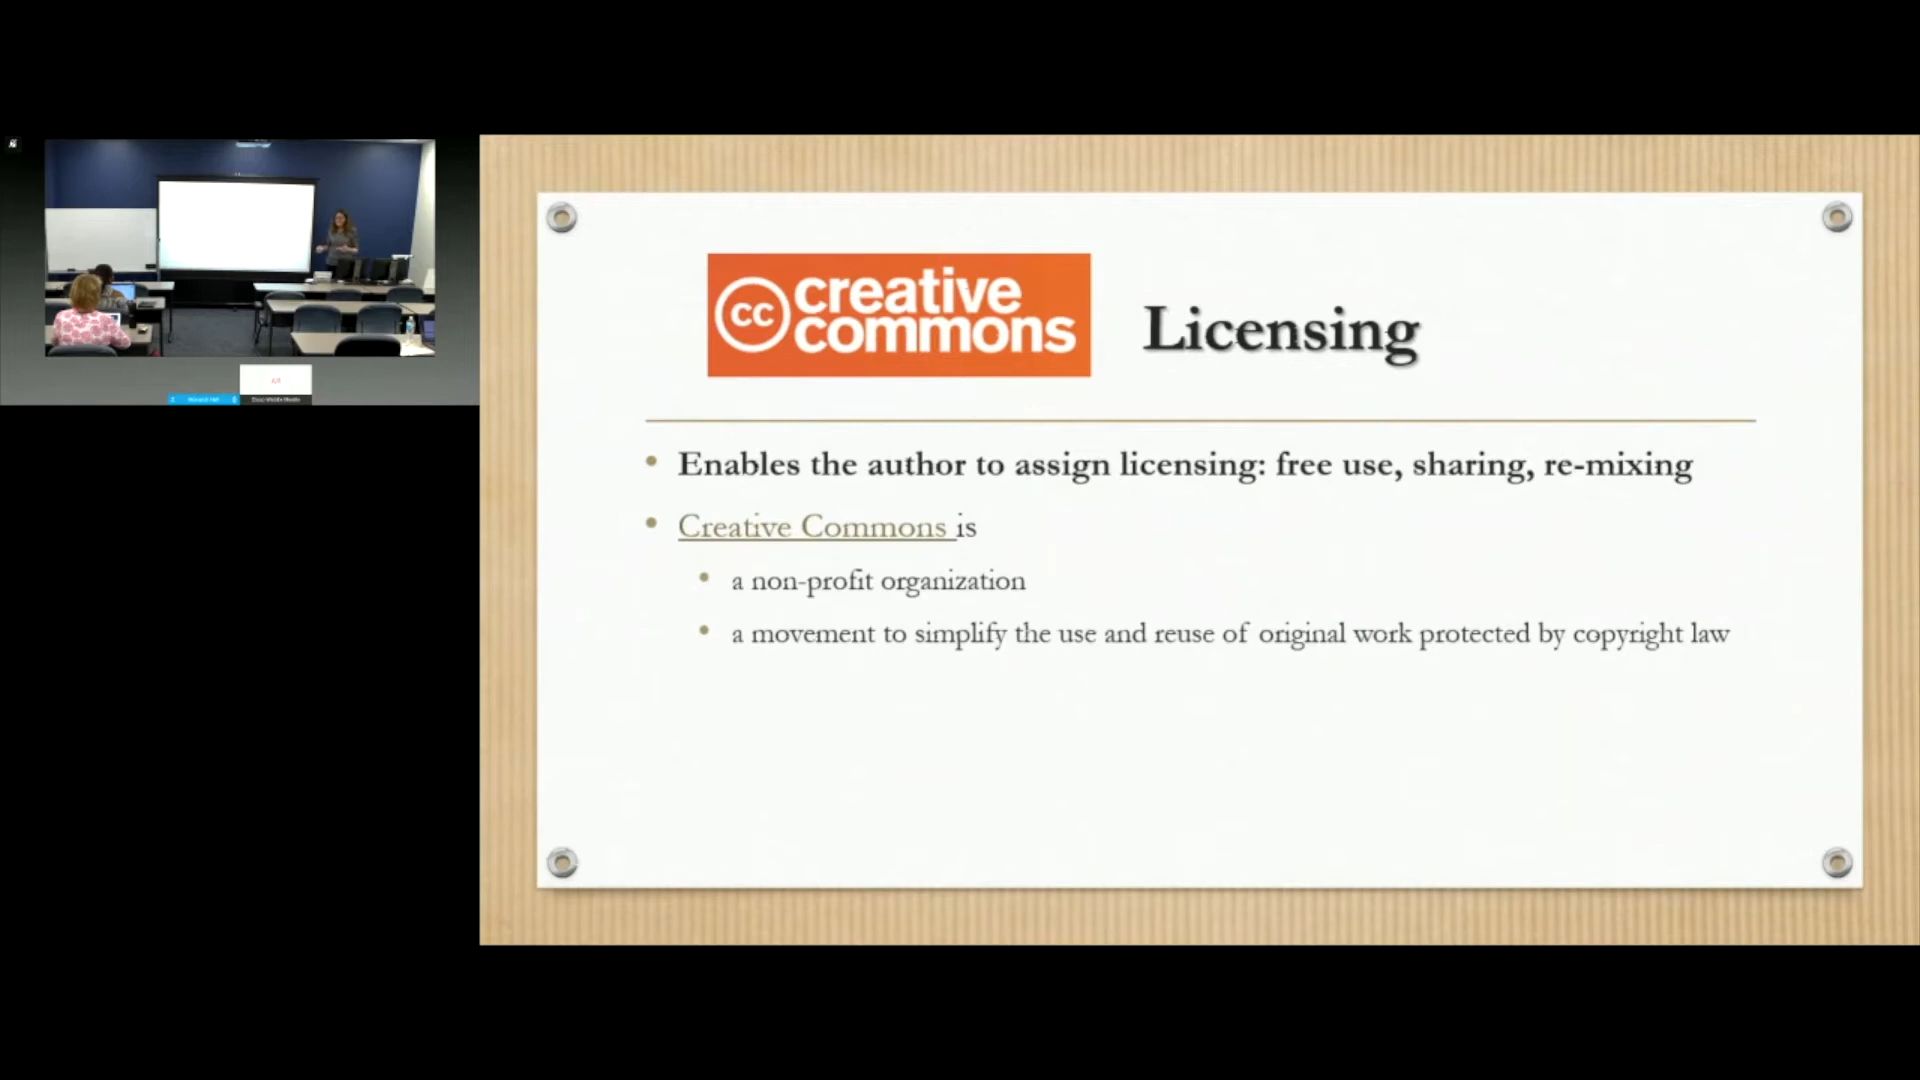 cc creative
commons
Licensing
Enables the author to assign licensing: free use, sharing, re-mixing
Creative Commons is
a non-profit organization
a movement to simplify the use and reuse of original work protected by copyright law